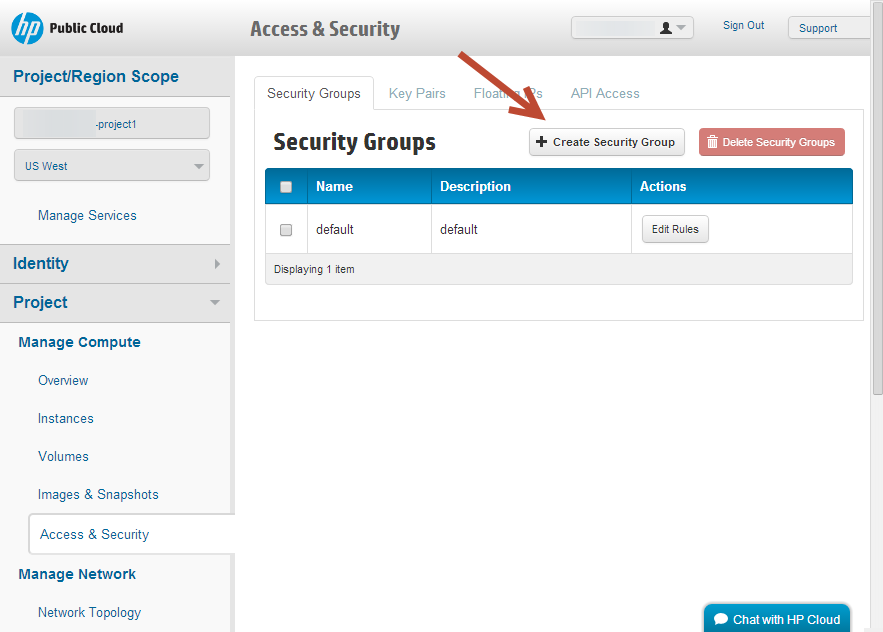 hp Public Cloud
Access & Security
Sign Out
Support
Project/Region Scope
-project1
US West
Manage Services
Identity
Project
Manage Compute
Overview
Instances
Volumes
Images & Snapshots
Access & Security
Manage Network
Network Topology
Security Groups Key Pairs Floating IPs API Access
Security Groups
Create Security Group
Delete Security Groups
Name Description Actions
default default Edit Rules
Displaying 1 item
Chat with HP Cloud